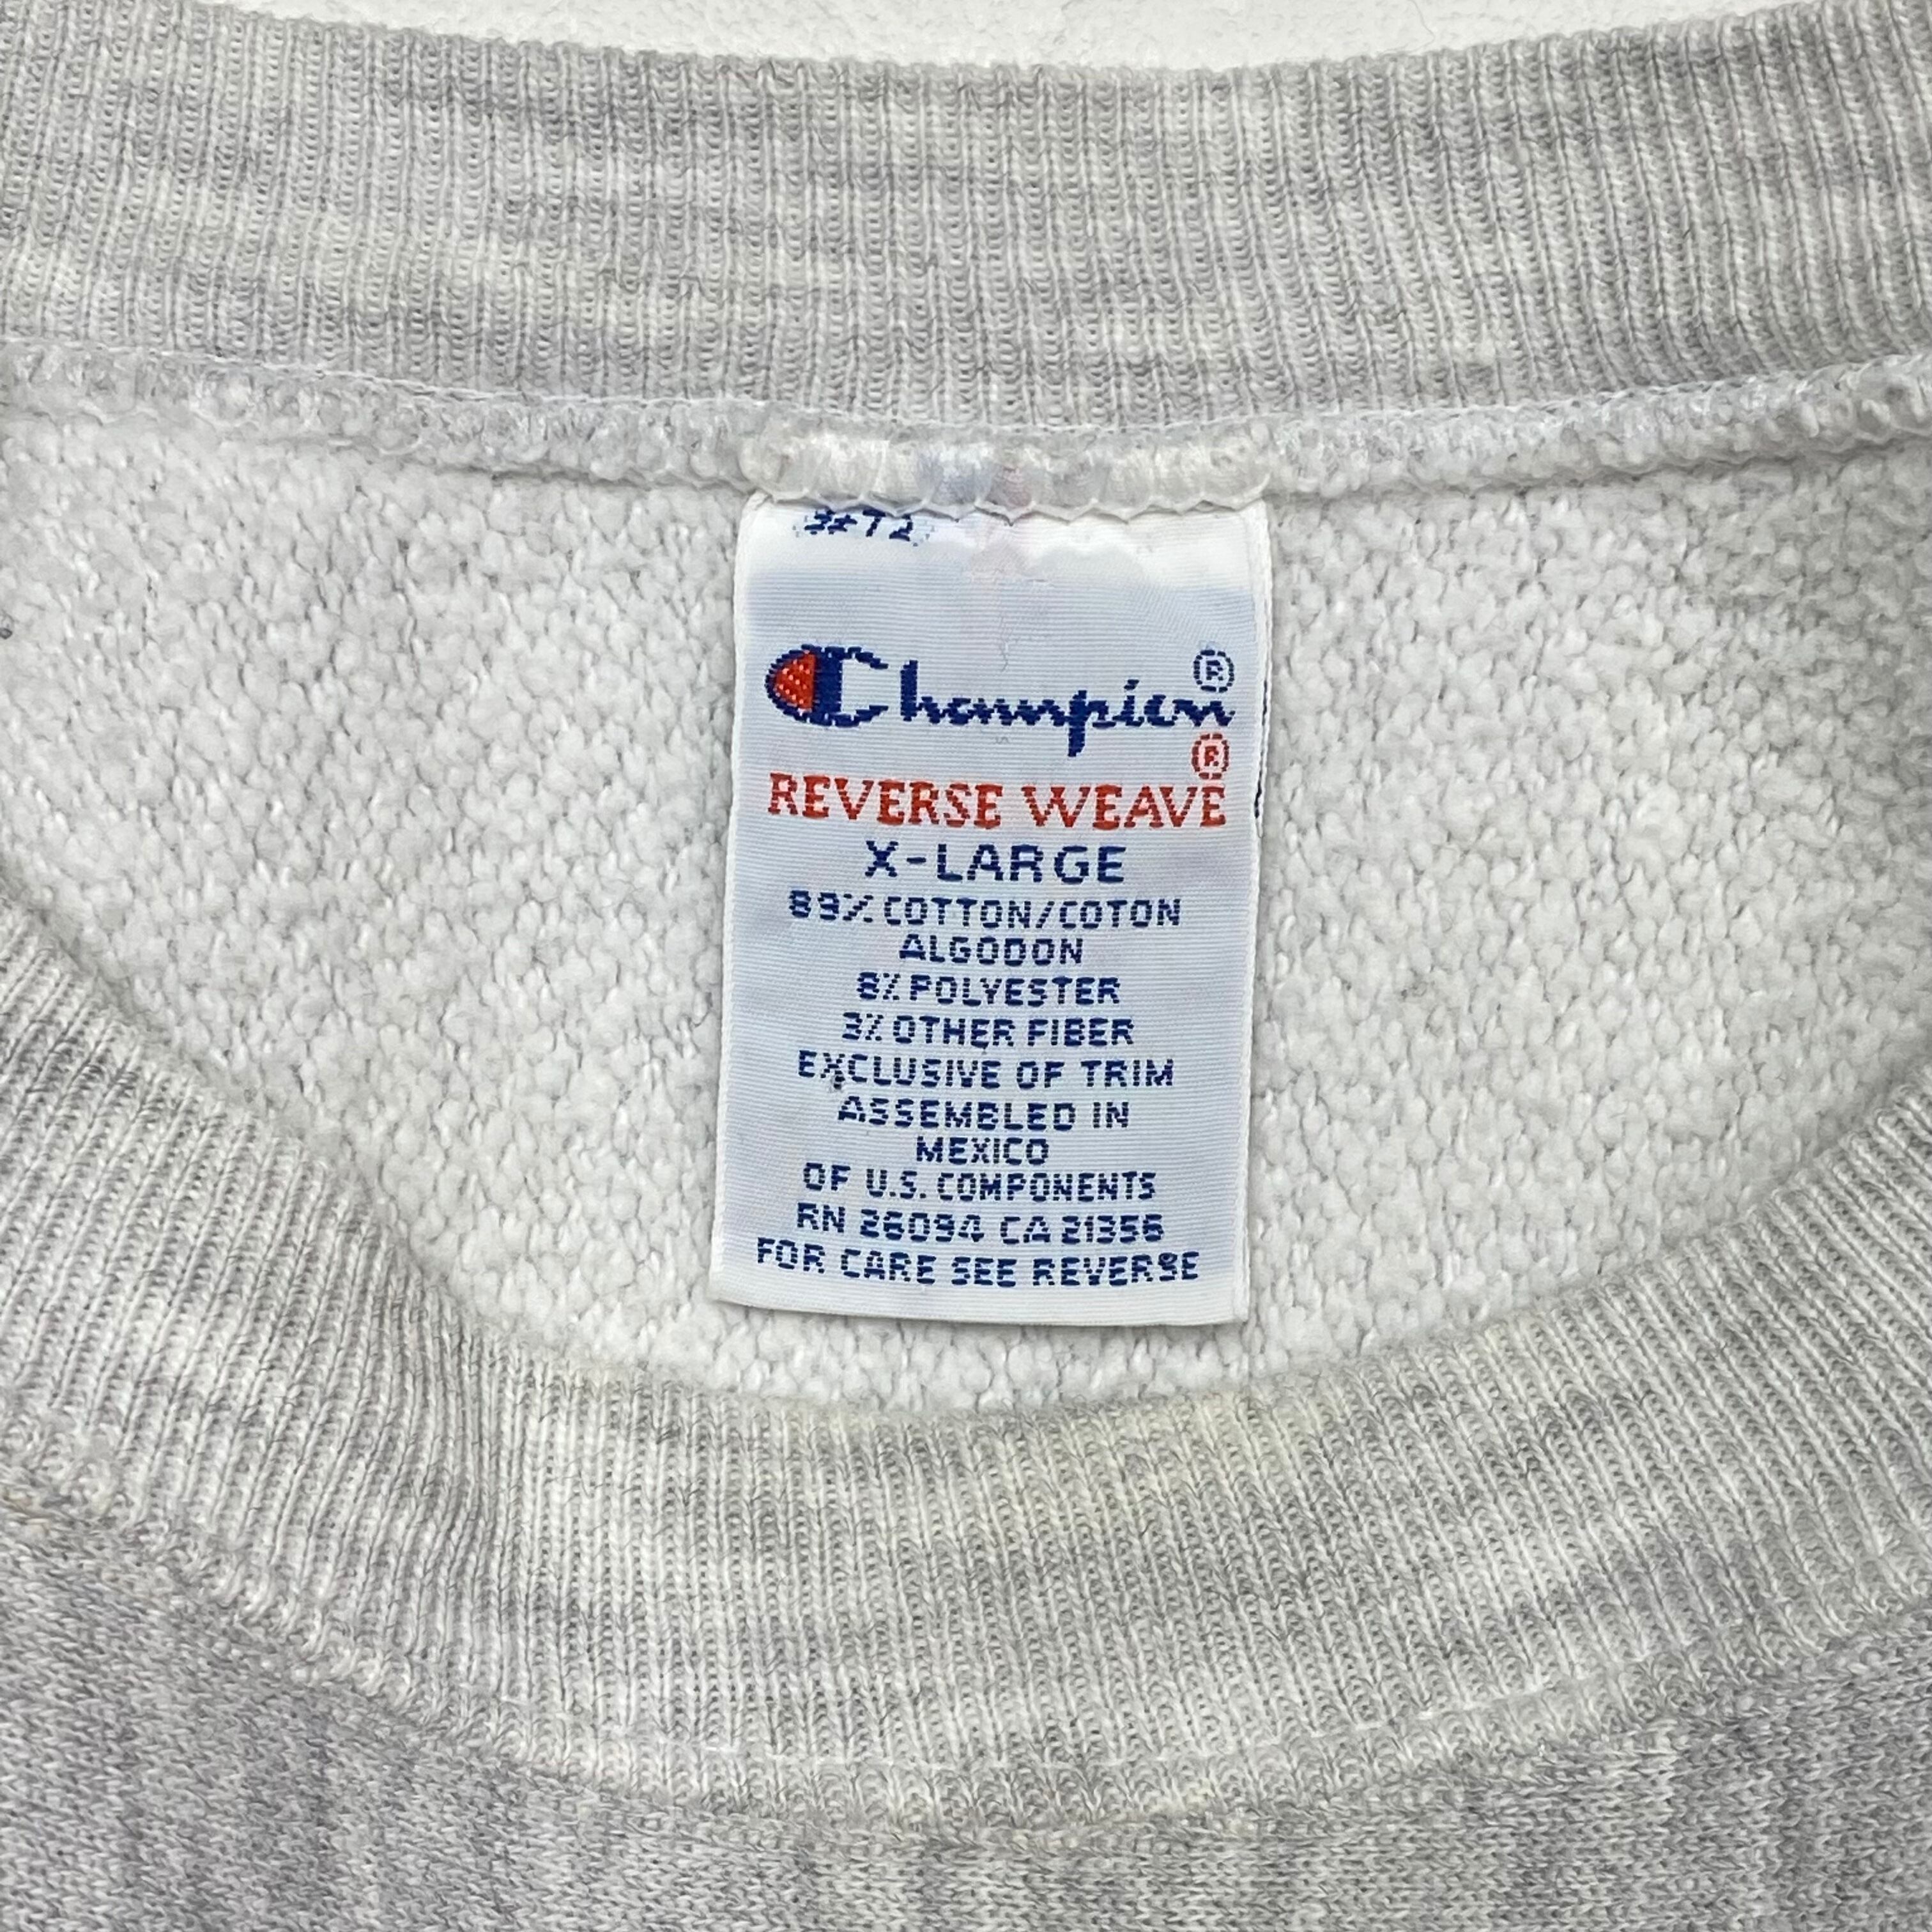 Champion®
REVERSE WEAVE®
X-LARGE
89% COTTON/COTON
ALGODON
8% POLYESTER
3% OTHER FIBER
EXCLUSIVE OF TRIM
ASSEMBLED IN
MEXICO
OF U.S. COMPONENTS
RN 26094 CA 21356
FOR CARE SEE REVERSE